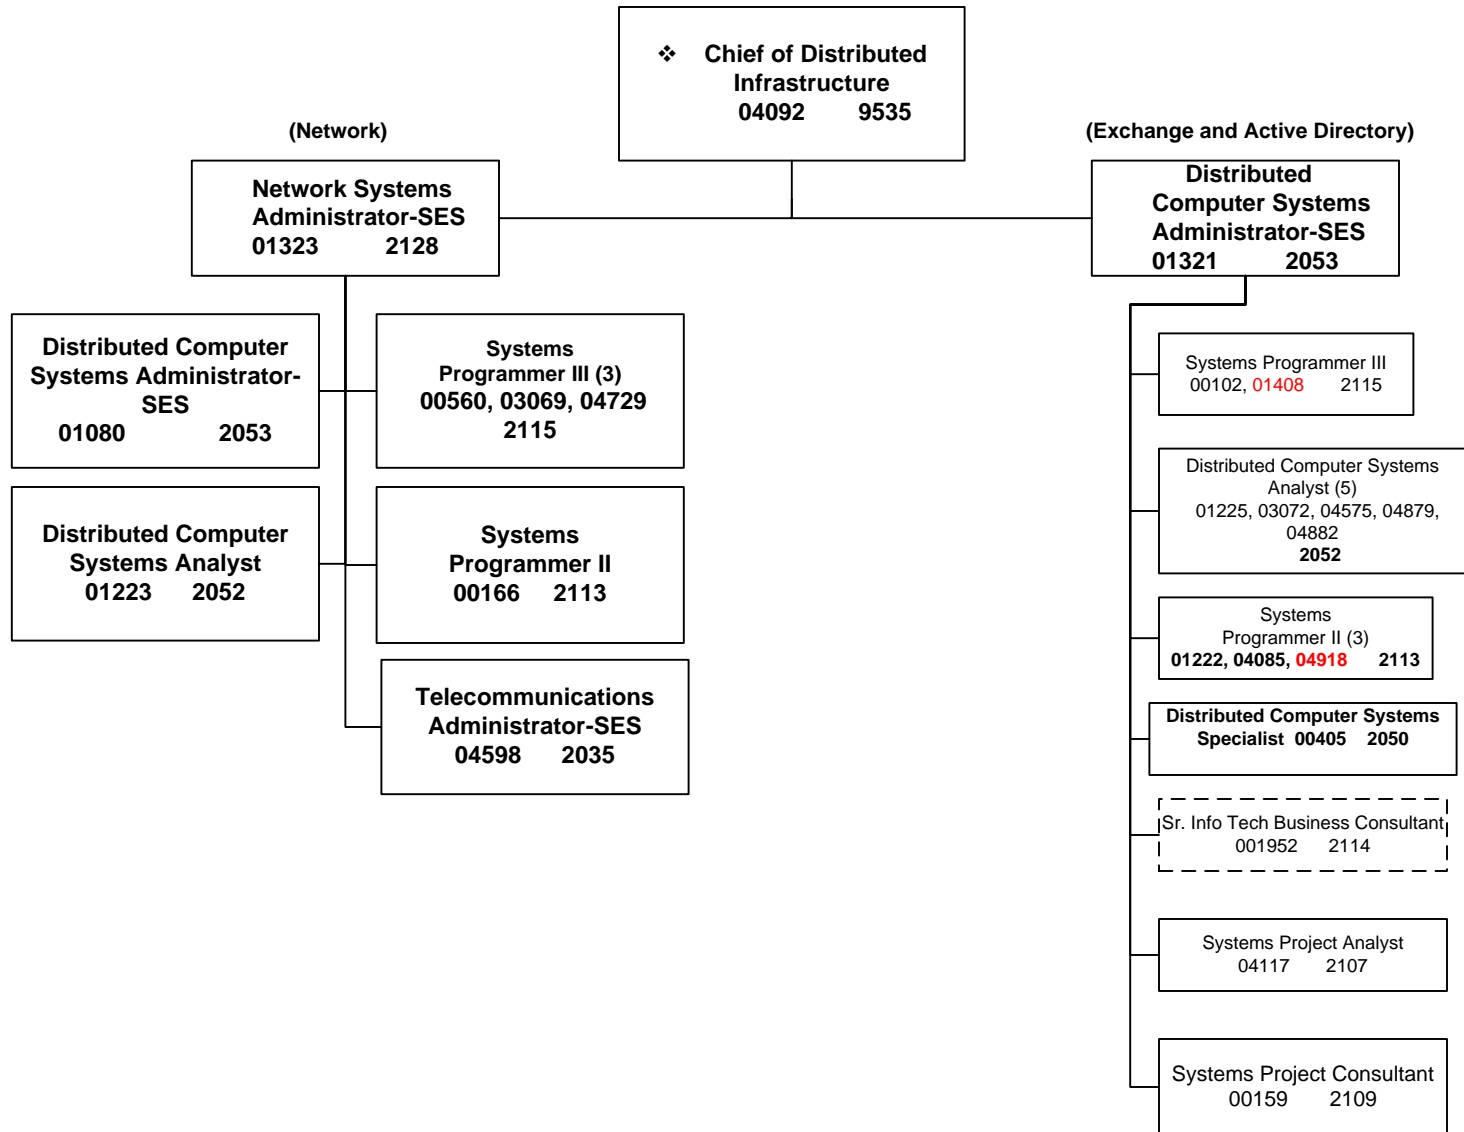 ❖ Chief of Distributed
Infrastructure
04092 9535
(Network)
(Exchange and Active Directory)
Network Systems
Administrator-SES
01323 2128
Distributed
Computer Systems
Administrator-SES
01321 2053
Distributed Computer
Systems Administrator-
SES
01080 2053
Systems
Programmer III (3)
00560, 03069, 04729
2115
Distributed Computer
Systems Analyst
01223 2052
Systems
Programmer II
00166 2113
Telecommunications
Administrator-SES
04598 2035
Systems Programmer III
00102, 01408 2115
Distributed Computer Systems
Analyst (5)
01225, 03072, 04575, 04879,
04882
2052
Systems
Programmer II (3)
01222, 04085, 04918 2113
Distributed Computer Systems
Specialist 00405 2050
Sr. Info Tech Business Consultant
001952 2114
Systems Project Analyst
04117 2107
Systems Project Consultant
00159 2109